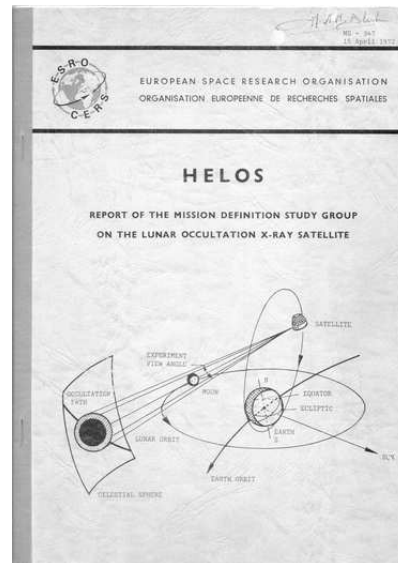 MS - 347
15 April 1972
ESRO
CERS
EUROPEAN SPACE RESEARCH ORGANISATION
ORGANISATION EUROPEENNE DE RECHERCHES SPATIALES
HELOS
REPORT OF THE MISSION DEFINITION STUDY GROUP
ON THE LUNAR OCCULTATION X-RAY SATELLITE
SATELLITE
EXPERIMENT
VIEW ANGLE
MOON
OCCULTATION
PATH
N
EQUATOR
ECLIPTIC
EARTH
S
LUNAR ORBIT
SUN
EARTH ORBIT
CELESTIAL SPHERE